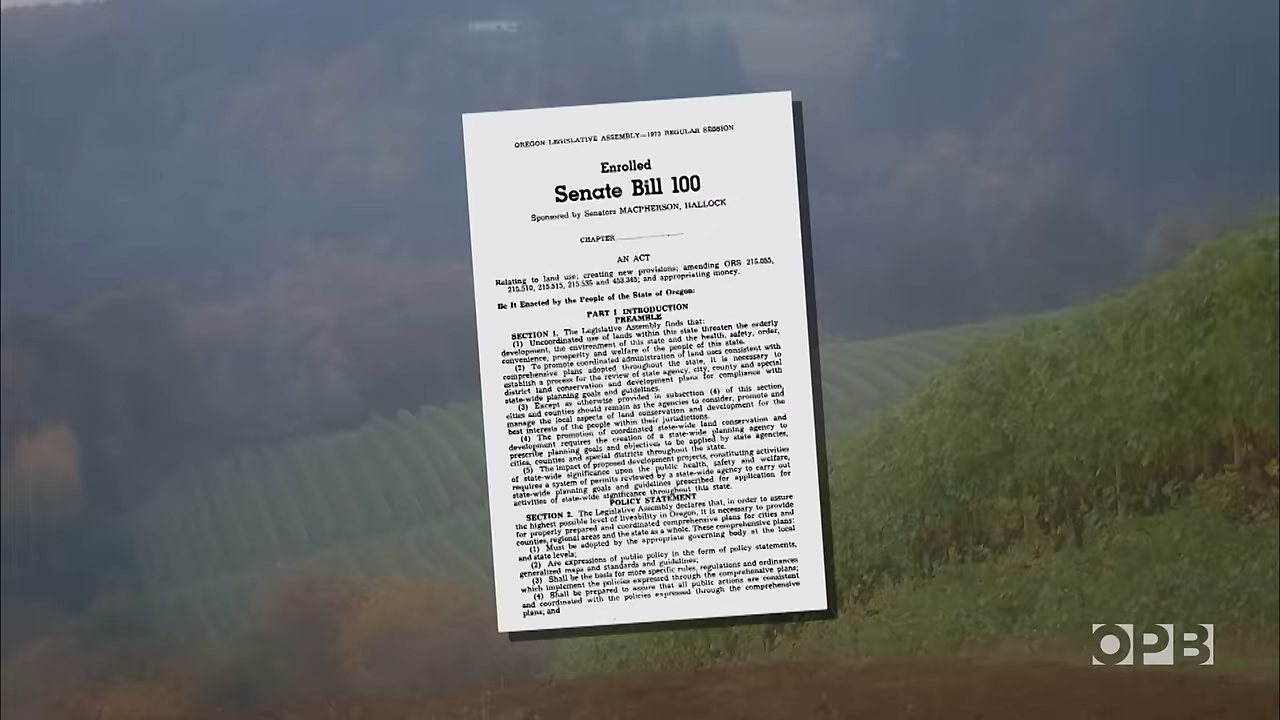 OREGON LEGISLATIVE ASSEMBLY—1973 REGULAR SESSION
Enrolled
Senate Bill 100
Sponsored by Senators MACPHERSON, HALLOCK
CHAPTER
AN ACT
Relating to land use; creating new provisions; amending ORS 215.055,
215.510, 215.515, 215.535 and 453.345; and appropriating money.
Be It Enacted by the People of the State of Oregon:
PART I INTRODUCTION
PREAMBLE
SECTION 1. The Legislative Assembly finds that:
(1) Uncoordinated use of lands within this state threaten the orderly
development, the environment of this state and the health, safety, order,
convenience, prosperity and welfare of the people of this state.
(2) To promote coordinated administration of land uses consistent with
comprehensive plans adopted throughout the state, it is necessary to
establish a process for the review of state agency, city, county and special
district land conservation and development plans for compliance with
state-wide planning goals and guidelines.
(3) Except as otherwise provided in subsection (4) of this section,
cities and counties should remain as the agencies to consider, promote and
manage the local aspects of land conservation and development for the
best interests of the people within their jurisdictions.
(4) The promotion of coordinated state-wide land conservation and
development requires the creation of a state-wide planning agency to
prescribe planning goals and objectives to be applied by state agencies,
cities, counties and special districts throughout the state.
(5) The impact of proposed development projects, constituting activities
of state-wide significance upon the public health, safety and welfare,
requires a system of permits reviewed by a state-wide agency to carry out
state-wide planning goals and guidelines prescribed for application for
activities of state-wide significance throughout this state.
POLICY STATEMENT
SECTION 2. The Legislative Assembly declares that, in order to assure
the highest possible level of liveability in Oregon, it is necessary to provide
for properly prepared and coordinated comprehensive plans for cities and
counties, regional areas and the state as a whole. These comprehensive plans:
(1) Must be adopted by the appropriate governing body at the local
and state levels;
(2) Are expressions of public policy in the form of policy statements,
generalized maps and standards and guidelines;
(3) Shall be the basis for more specific rules, regulations and ordinances
which implement the policies expressed through the comprehensive plans;
(4) Shall be prepared to assure that all public actions are consistent
and coordinated with the policies expressed through the comprehensive
plans; and
OPB